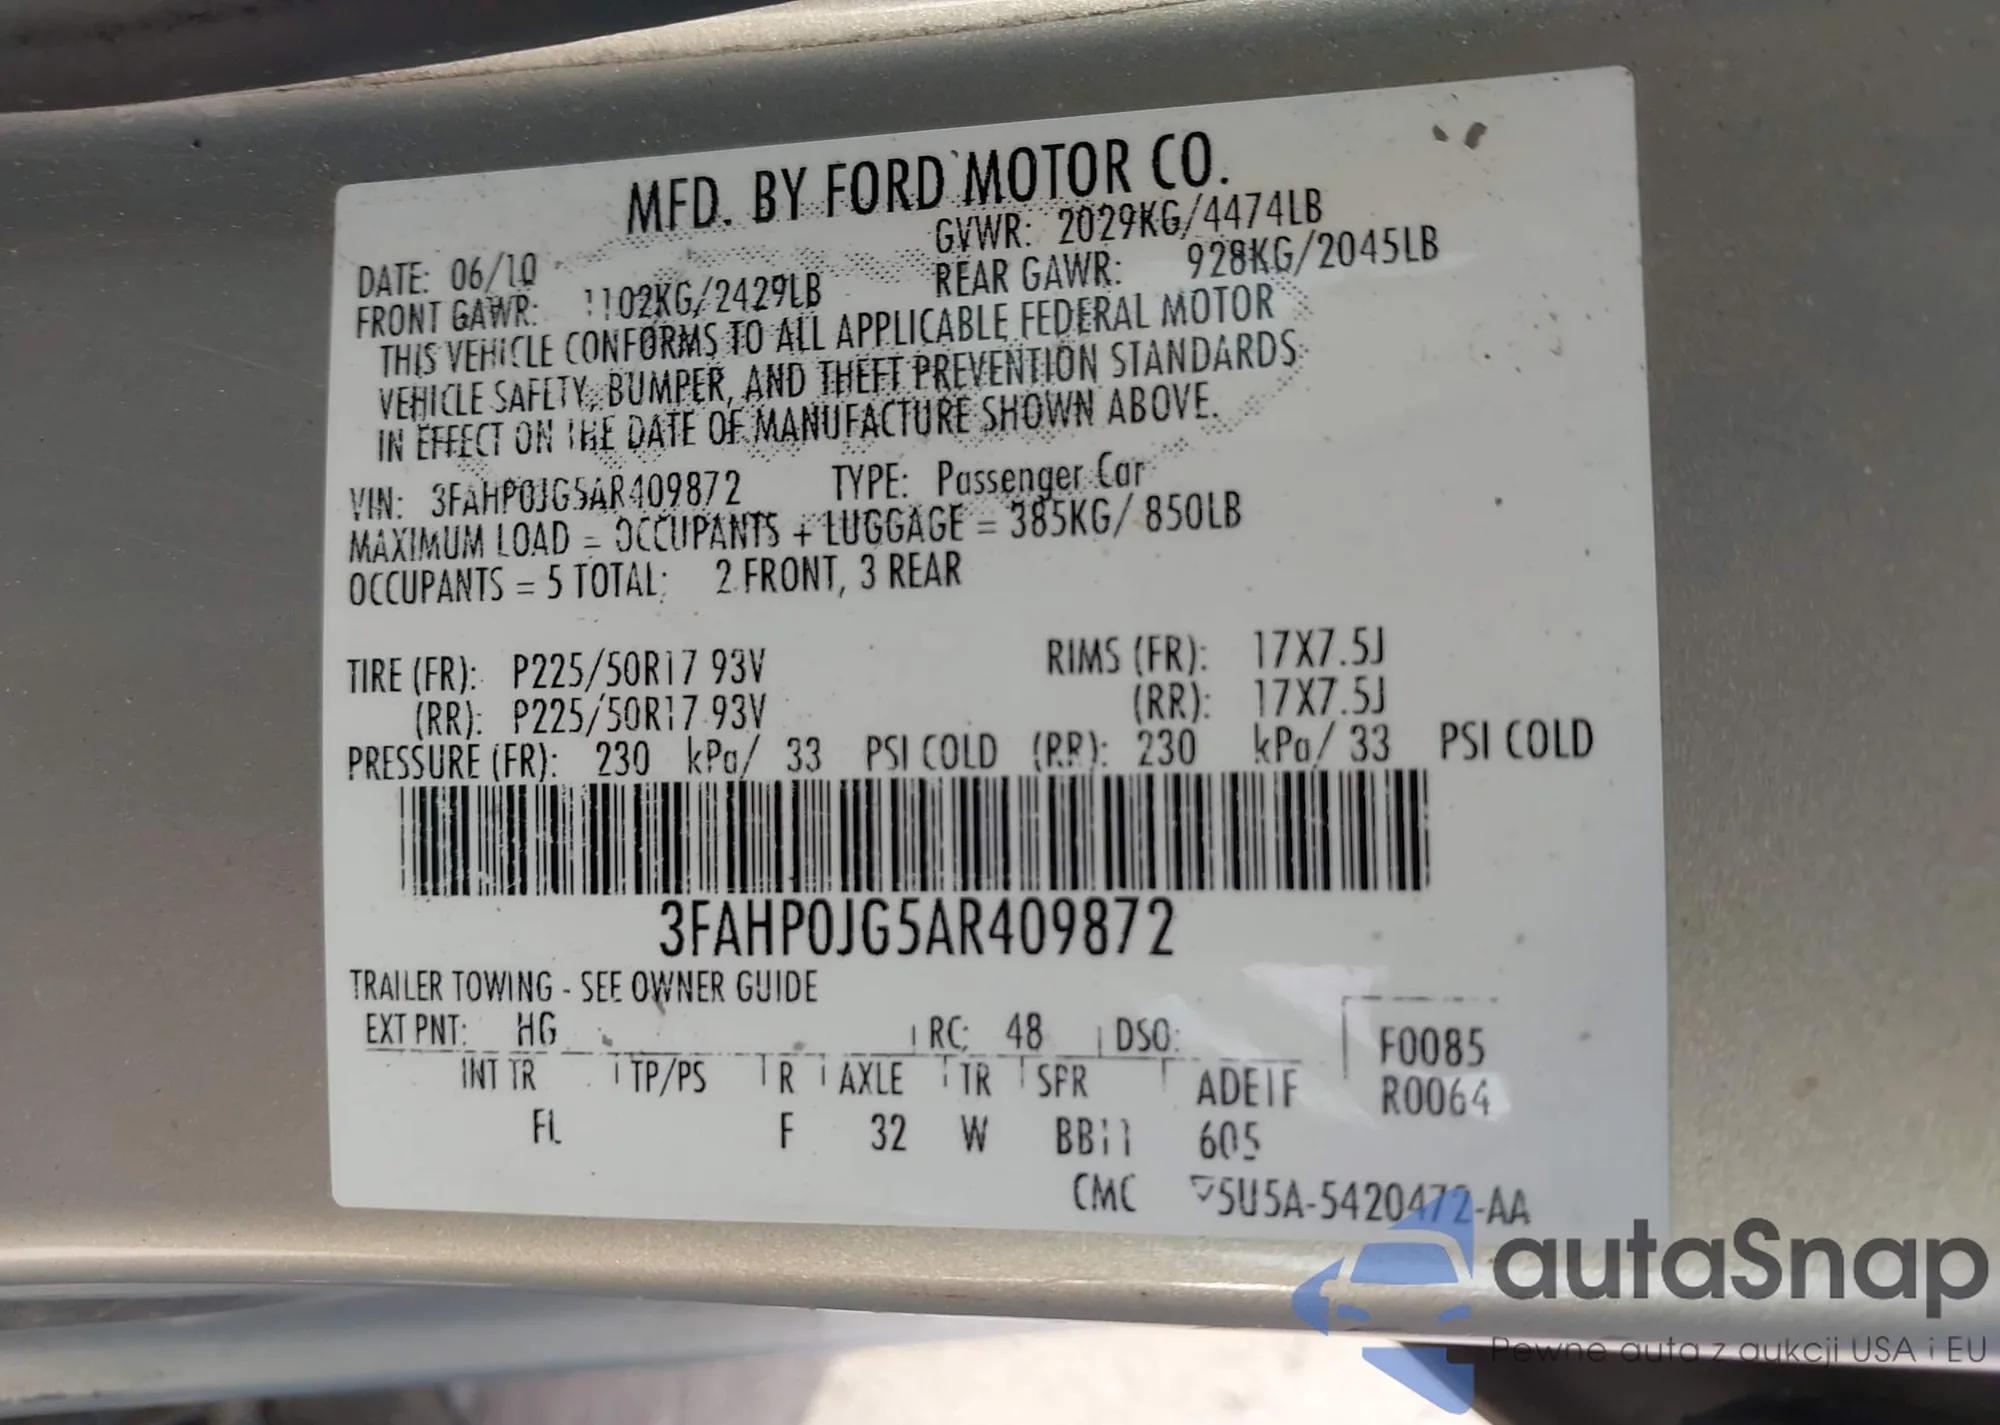 MFD. BY FORD MOTOR CO.
DATE: 06/10 GVWR: 2029KG/4474LB
FRONT GAWR: 1102KG/2429LB REAR GAWR: 928KG/2045LB
THIS VEHICLE CONFORMS TO ALL APPLICABLE FEDERAL MOTOR
VEHICLE SAFETY, BUMPER, AND THEFT PREVENTION STANDARDS
IN EFFECT ON THE DATE OF MANUFACTURE SHOWN ABOVE.
VIN: 3FAHP0JG5AR409872 TYPE: Passenger Car
MAXIMUM LOAD = OCCUPANTS + LUGGAGE = 385KG/ 850LB
OCCUPANTS = 5 TOTAL: 2 FRONT, 3 REAR
TIRE (FR): P225/50R17 93V RIMS (FR): 17X7.5J
(RR): P225/50R17 93V (RR): 17X7.5J
PRESSURE (FR): 230 kPa/ 33 PSI COLD (RR): 230 kPa/ 33 PSI COLD
3FAHP0JG5AR409872
TRAILER TOWING - SEE OWNER GUIDE
EXT PNT: HG RC: 48 DSO: F0085
INT TR TP/PS R AXLE TR SPR R0064
FL F 32 W 605
CMC 5U5A-5420472-AA
autaSnap
Pewne auta z aukcji USA i EU